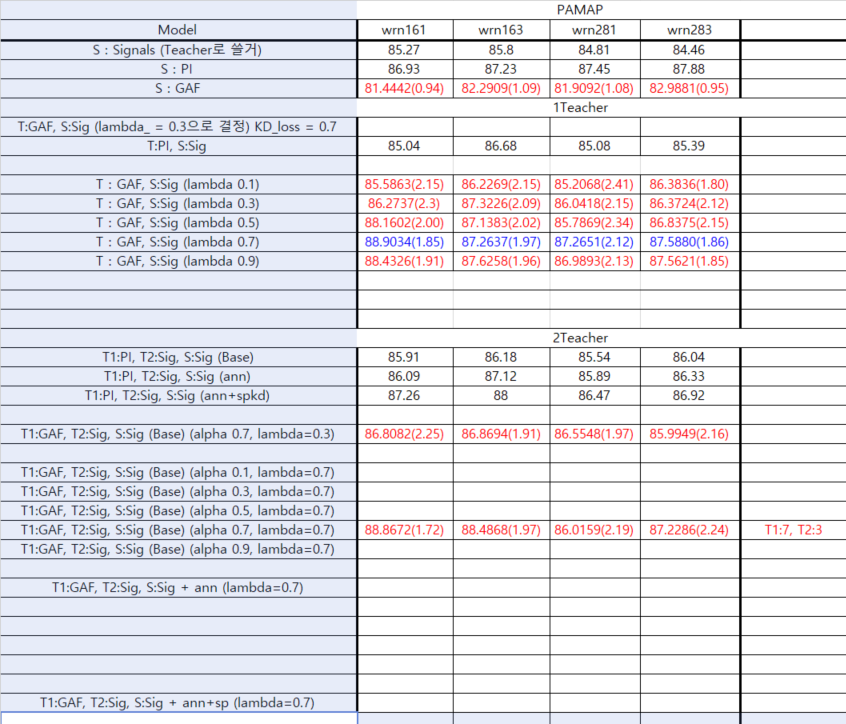 PAMAP
Model wrn161 wrn163 wrn281 wrn283
S : Signals (Teacher로 쓸거) 85.27 85.8 84.81 84.46
S : PI 86.93 87.23 87.45 87.88
S : GAF 81.4442(0.94) 82.2909(1.09) 81.9092(1.08) 82.9881(0.95)
1Teacher
T:GAF, S:Sig (lambda_ = 0.3으로 결정) KD_loss = 0.7
T:PI, S:Sig 85.04 86.68 85.08 85.39
T : GAF, S:Sig (lambda 0.1) 85.5863(2.15) 86.2269(2.15) 85.2068(2.41) 86.3836(1.80)
T : GAF, S:Sig (lambda 0.3) 86.2737(2.3) 87.3226(2.09) 86.0418(2.15) 86.3724(2.12)
T : GAF, S:Sig (lambda 0.5) 88.1602(2.00) 87.1383(2.02) 85.7869(2.34) 86.8375(2.15)
T : GAF, S:Sig (lambda 0.7) 88.9034(1.85) 87.2637(1.97) 87.2651(2.12) 87.5880(1.86)
T : GAF, S:Sig (lambda 0.9) 88.4326(1.91) 87.6258(1.96) 86.9893(2.13) 87.5621(1.85)
2Teacher
T1:PI, T2:Sig, S:Sig (Base) 85.91 86.18 85.54 86.04
T1:PI, T2:Sig, S:Sig (ann) 86.09 87.12 85.89 86.33
T1:PI, T2:Sig, S:Sig (ann+spkd) 87.26 88 86.47 86.92
T1:GAF, T2:Sig, S:Sig (Base) (alpha 0.7, lambda=0.3) 86.8082(2.25) 86.8694(1.91) 86.5548(1.97) 85.9949(2.16)
T1:GAF, T2:Sig, S:Sig (Base) (alpha 0.1, lambda=0.7)
T1:GAF, T2:Sig, S:Sig (Base) (alpha 0.3, lambda=0.7)
T1:GAF, T2:Sig, S:Sig (Base) (alpha 0.5, lambda=0.7)
T1:GAF, T2:Sig, S:Sig (Base) (alpha 0.7, lambda=0.7) 88.8672(1.72) 88.4868(1.97) 86.0159(2.19) 87.2286(2.24) T1:7, T2:3
T1:GAF, T2:Sig, S:Sig (Base) (alpha 0.9, lambda=0.7)
T1:GAF, T2:Sig, S:Sig + ann (lambda=0.7)
T1:GAF, T2:Sig, S:Sig + ann+sp (lambda=0.7)